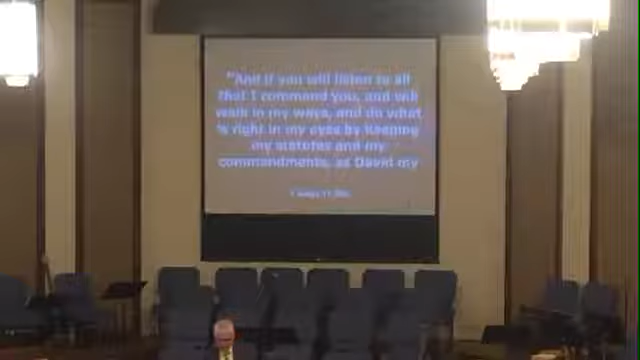 "And if you will listen to all
that I command you, and will
walk in my ways, and do what
is right in my eyes by keeping
my statutes and my
commandments, as David my